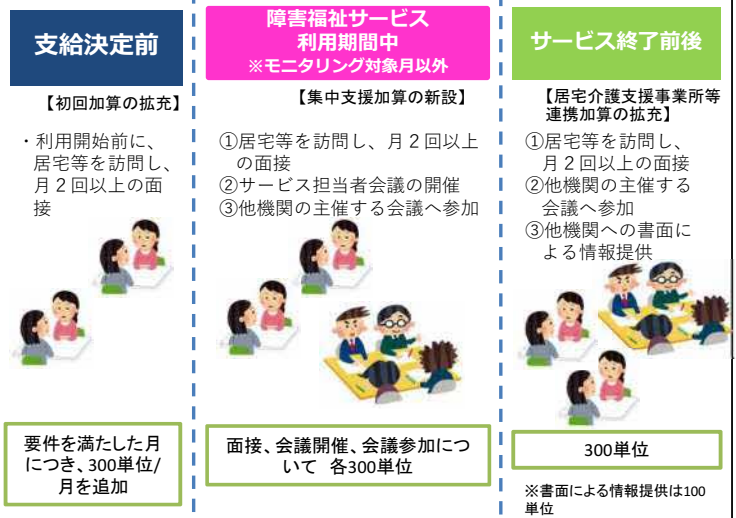 支給決定前
【初回加算の拡充】
・利用開始前に、
居宅等を訪問し、
月２回以上の面
接
要件を満たした月
につき、300単位/
月を追加
障害福祉サービス
利用期間中
※モニタリング対象月以外
【集中支援加算の新設】
①居宅等を訪問し、月２回以上
の面接
②サービス担当者会議の開催
③他機関の主催する会議へ参加
面接、会議開催、会議参加につ
いて 各300単位
サービス終了前後
【居宅介護支援事業所等
連携加算の拡充】
①居宅等を訪問し、
月２回以上の面接
②他機関の主催する
会議へ参加
③他機関への書面に
よる情報提供
300単位
※書面による情報提供は100
単位